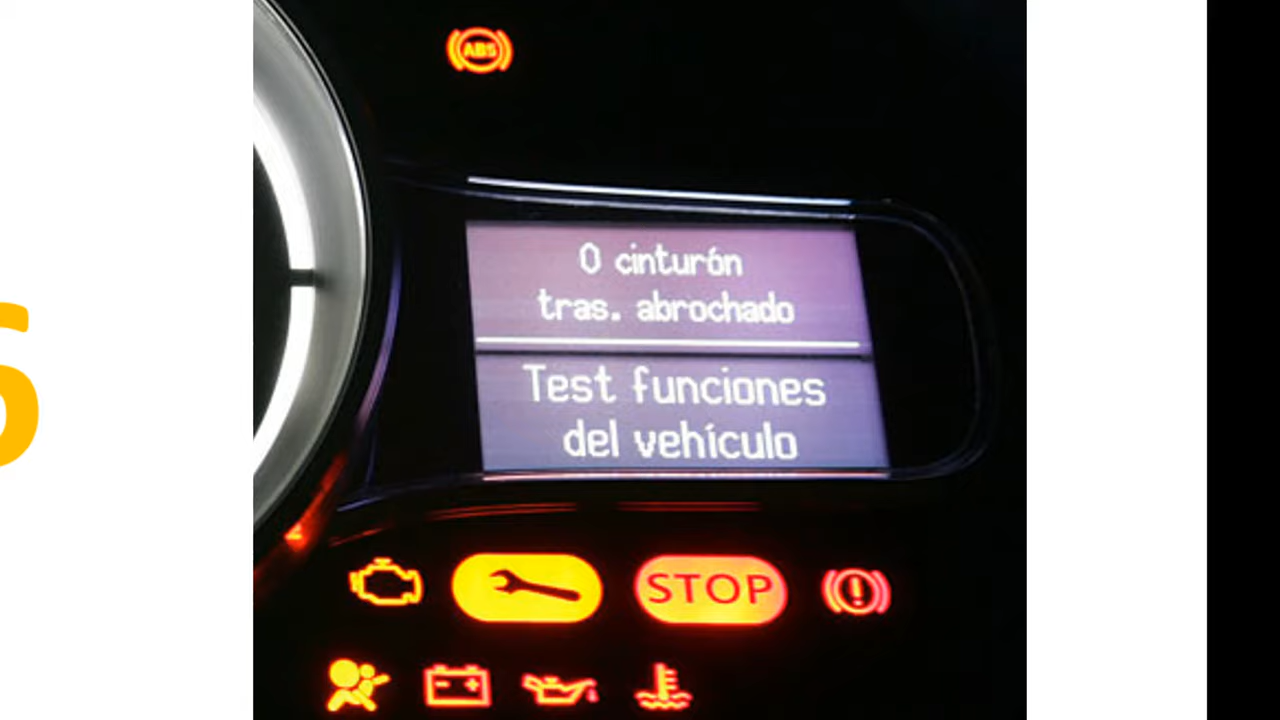 ABS
0 cinturón
tras. abrochado
Test funciones
del vehículo
STOP